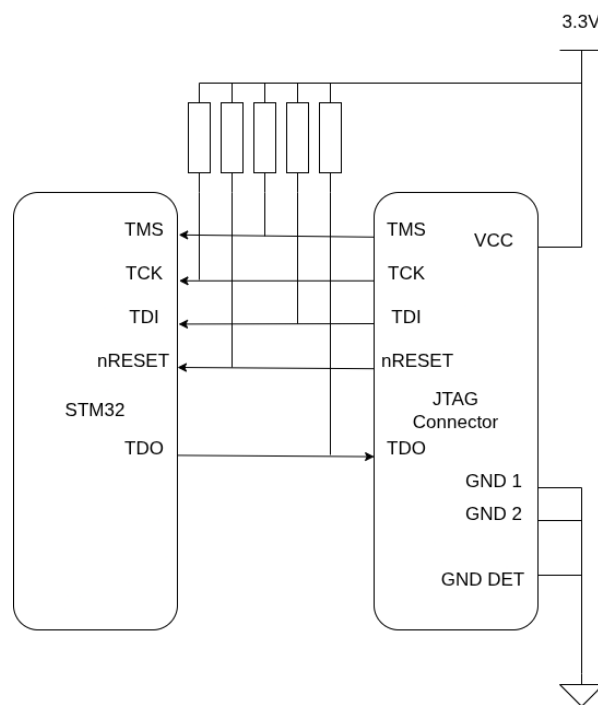 3.3V
TMS
TMS
VCC
TCK
TCK
TDI
TDI
nRESET
nRESET
STM32
JTAG
Connector
TDO
TDO
GND 1
GND 2
GND DET